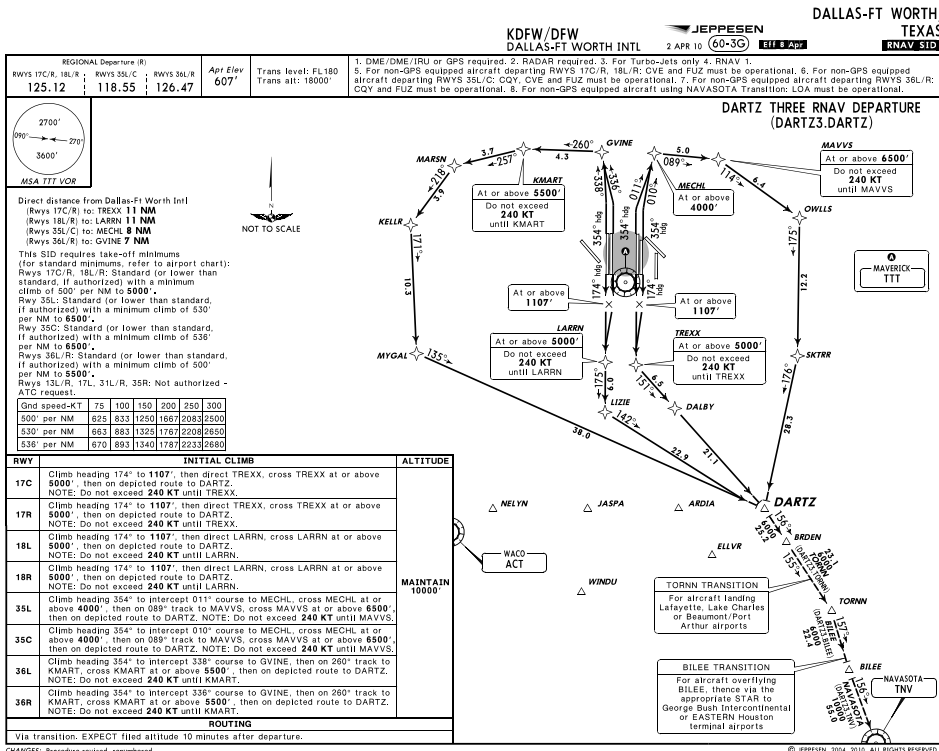 DALLAS-FT WORTH,
TEXAS
KDFW/DFW
DALLAS-FT WORTH INTL
JEPPESEN
2 APR 10 60-3G Eff 8 Apr
RNAV SID
REGIONAL Departure (R)
RWYS 17C/R, 18L/R RWYS 35L/C RWYS 36L/R
125.12 118.55 126.47
Apt Elev
607'
Trans level: FL180
Trans alt: 18000'
1. DME/DME/IRU or GPS required. 2. RADAR required. 3. For Turbo-Jets only 4. RNAV 1.
5. For non-GPS equipped aircraft departing RWYS 17C/R, 18L/R: CVE and FUZ must be operational. 6. For non-GPS equipped
aircraft departing RWYS 35L/C: CQY, CVE and FUZ must be operational. 7. For non-GPS equipped aircraft departing RWYS 36L/R:
CQY and FUZ must be operational. 8. For non-GPS equipped aircraft using NAVASOTA Transition: LOA must be operational.
DARTZ THREE RNAV DEPARTURE
(DARTZ3.DARTZ)
2700'
090° 270°
3600'
MSA TTT VOR
NOT TO SCALE
Direct distance from Dallas-Ft Worth Intl
(Rwys 17C/R) to: TREXX 11 NM
(Rwys 18L/R) to: LARRN 11 NM
(Rwys 35L/C) to: MECHL 8 NM
(Rwys 36L/R) to: GVINE 7 NM
This SID requires take-off minimums
(for standard minimums, refer to airport chart):
Rwys 17C/R, 18L/R: Standard (or lower than
standard, if authorized) with a minimum
climb of 500' per NM to 5000'.
Rwy 35L: Standard (or lower than standard,
if authorized) with a minimum climb of 530'
per NM to 6500'.
Rwy 35C: Standard (or lower than standard,
if authorized) with a minimum climb of 536'
per NM to 6500'.
Rwys 36L/R: Standard (or lower than standard,
if authorized) with a minimum climb of 500'
per NM to 5500'.
Rwys 13L/R, 17L, 31L/R, 35R: Not authorized -
ATC request.
Gnd speed-KT 75 100 150 200 250 300
500' per NM 625 833 1250 1667 2083 2500
530' per NM 663 883 1325 1767 2208 2650
536' per NM 670 893 1340 1787 2233 2680
MARSN
3.7
257°
260°
4.3
GVINE
5.0
089°
MAVVS
At or above 6500'
Do not exceed
240 KT
until MAVVS
114°
6.4
OWLLS
218°
3.9
KELLR
KMART
At or above 5500'
Do not exceed
240 KT
until KMART
338°
336°
011°
010°
MECHL
At or above
4000'
354° hdg
354° hdg
354° hdg
171°
10.3
175°
12.2
MAVERICK
TTT
174° hdg
174° hdg
At or above
1107'
At or above
1107'
LARRN
At or above 5000'
Do not exceed
240 KT
until LARRN
TREXX
At or above 5000'
Do not exceed
240 KT
until TREXX
MYGAL
135°
SKTRR
176°
175°
6.0
151°
6.5
LIZIE
142°
DALBY
38.0
22.9
21.1
28.3
NELYN
JASPA
ARDIA
DARTZ
156°
6000
25.2
BRDEN
ELLVR
WACO
ACT
WINDU
155°
23.1
6000
TORNN
(DARTZ3.TORNN)
TORNN TRANSITION
For aircraft landing
Lafayette, Lake Charles
or Beaumont/Port
Arthur airports
TORNN
157°
BILEE
(DARTZ3.BILEE)
6000
22.4
BILEE TRANSITION
For aircraft overflying
BILEE, thence via the
appropriate STAR to
George Bush Intercontinental
or EASTERN Houston
terminal airports
BILEE
156°
NAVASOTA
(DARTZ3.TNV)
10000
55.0
NAVASOTA
TNV
RWY INITIAL CLIMB ALTITUDE
17C Climb heading 174° to 1107', then direct TREXX, cross TREXX at or above
5000', then on depicted route to DARTZ.
NOTE: Do not exceed 240 KT until TREXX.
17R Climb heading 174° to 1107', then direct TREXX, cross TREXX at or above
5000', then on depicted route to DARTZ.
NOTE: Do not exceed 240 KT until TREXX.
18L Climb heading 174° to 1107', then direct LARRN, cross LARRN at or above
5000', then on depicted route to DARTZ.
NOTE: Do not exceed 240 KT until LARRN.
18R Climb heading 174° to 1107', then direct LARRN, cross LARRN at or above
5000', then on depicted route to DARTZ.
NOTE: Do not exceed 240 KT until LARRN.
MAINTAIN
10000'
35L Climb heading 354° to intercept 011° course to MECHL, cross MECHL at or
above 4000', then on 089° track to MAVVS, cross MAVVS at or above 6500',
then on depicted route to DARTZ. NOTE: Do not exceed 240 KT until MAVVS.
35C Climb heading 354° to intercept 010° course to MECHL, cross MECHL at or
above 4000', then on 089° track to MAVVS, cross MAVVS at or above 6500',
then on depicted route to DARTZ. NOTE: Do not exceed 240 KT until MAVVS.
36L Climb heading 354° to intercept 338° course to GVINE, then on 260° track to
KMART, cross KMART at or above 5500', then on depicted route to DARTZ.
NOTE: Do not exceed 240 KT until KMART.
36R Climb heading 354° to intercept 336° course to GVINE, then on 260° track to
KMART, cross KMART at or above 5500', then on depicted route to DARTZ.
NOTE: Do not exceed 240 KT until KMART.
ROUTING
Via transition. EXPECT filed altitude 10 minutes after departure.
CHANGES: Procedure revised, renumbered.
© JEPPESEN, 2004, 2010. ALL RIGHTS RESERVED.